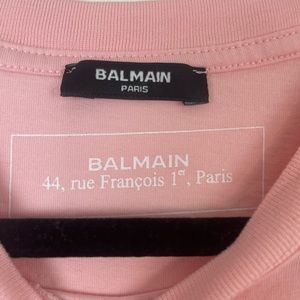 BALMAIN
PARIS
BALMAIN
44, rue François 1er, Paris